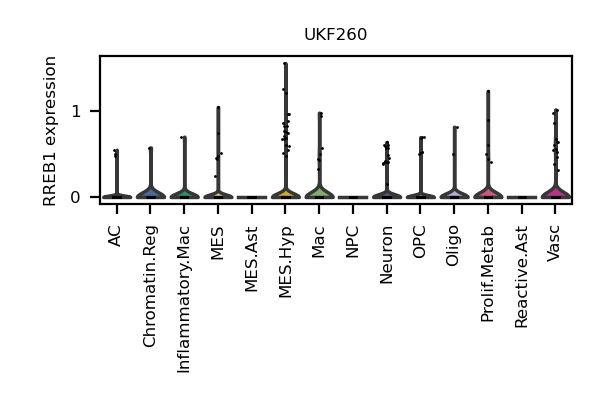 UKF260
RREB1 expression
1
0
AC
Chromatin.Reg
Inflammatory.Mac
MES
MES.Ast
MES.Hyp
Mac
NPC
Neuron
OPC
Oligo
Prolif.Metab
Reactive.Ast
Vasc